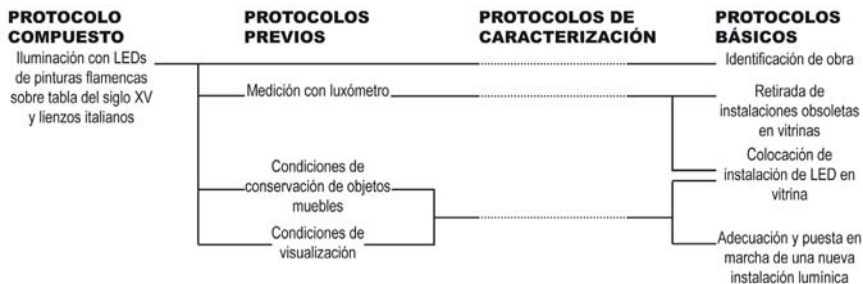 PROTOCOLO
COMPUESTO
Iluminación con LEDs
de pinturas flamencas
sobre tabla del siglo XV
y lienzos italianos
PROTOCOLOS
PREVIOS
Medición con luxómetro
Condiciones de
conservación de objetos
muebles
Condiciones de
visualización
PROTOCOLOS DE
CARACTERIZACIÓN
PROTOCOLOS
BÁSICOS
Identificación de obra
Retirada de
instalaciones obsoletas
en vitrinas
Colocación de
instalación de LED en
vitrina
Adecuación y puesta en
marcha de una nueva
instalación lumínica